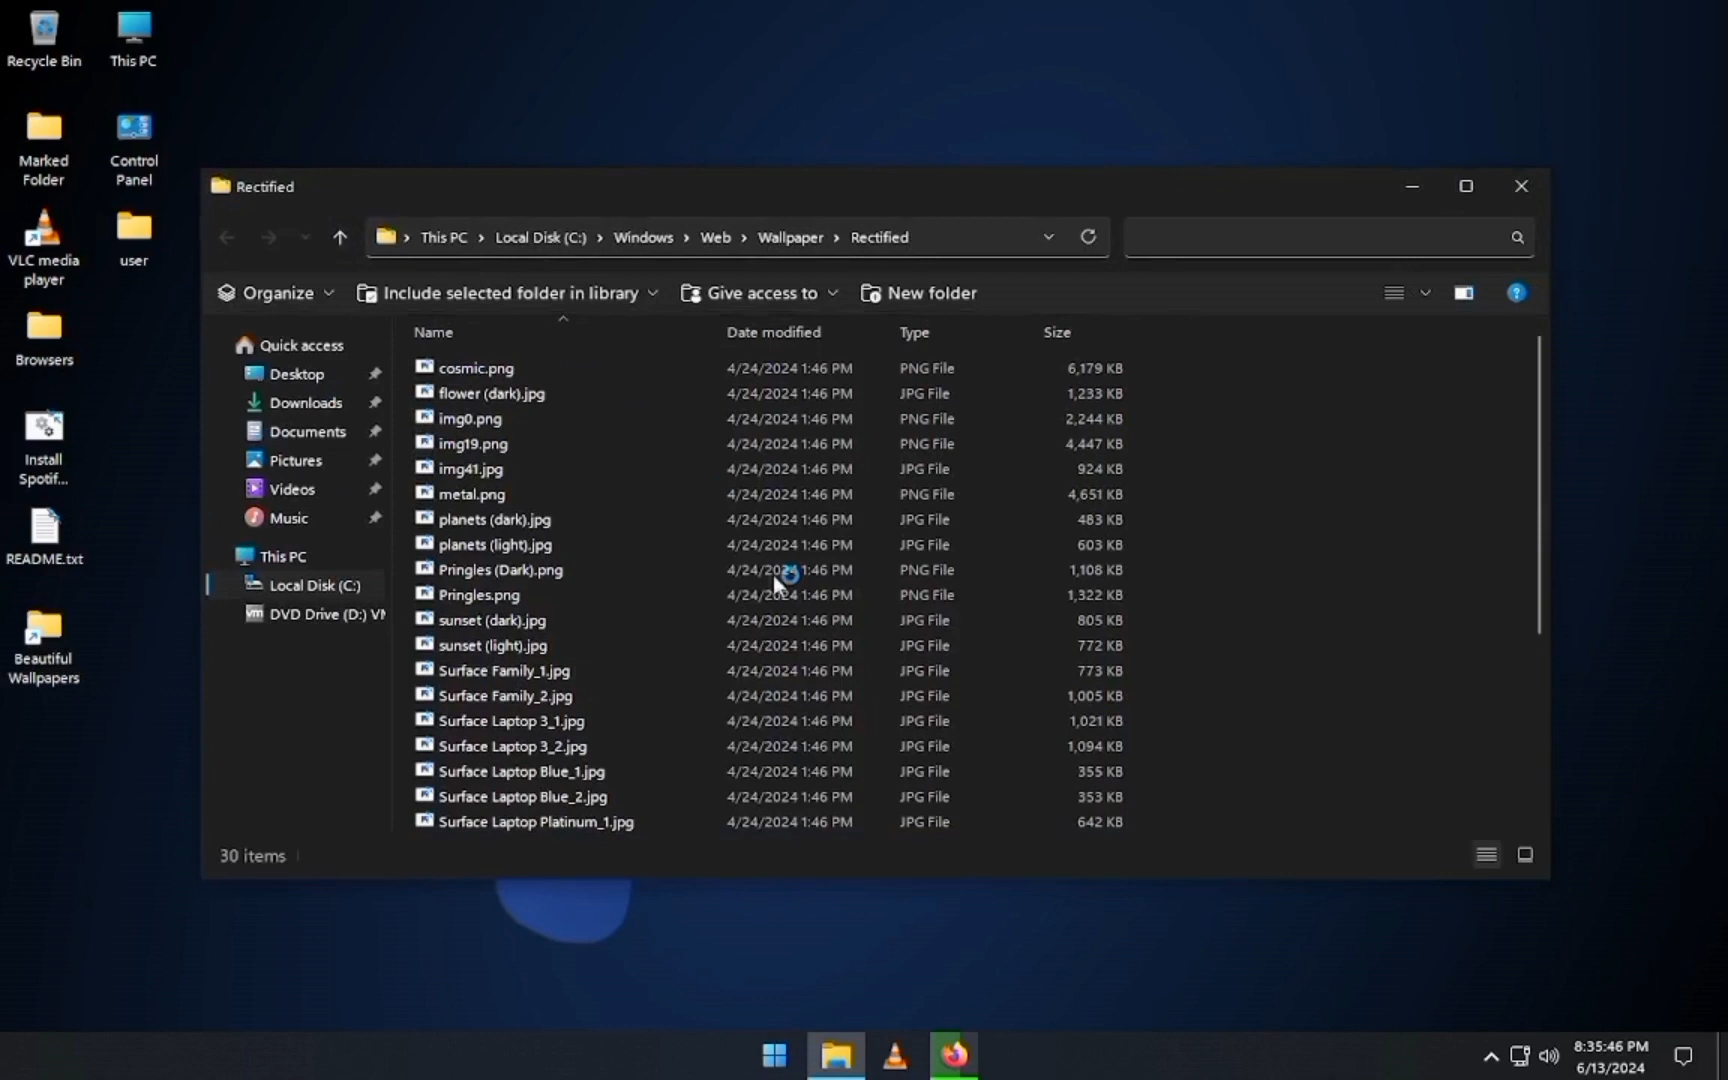 Recycle Bin
This PC
Marked
Folder
Control
Panel
VLC media
player
user
Browsers
Install
Spotif...
README.txt
Beautiful
Wallpapers
Rectified
This PC > Local Disk (C:) > Windows > Web > Wallpaper > Rectified
Organize Include selected folder in library Give access to New folder
Quick access
Desktop
Downloads
Documents
Pictures
Videos
Music
This PC
Local Disk (C:)
DVD Drive (D:) VM
Name Date modified Type Size
cosmic.png 4/24/2024 1:46 PM PNG File 6,179 KB
flower (dark).jpg 4/24/2024 1:46 PM JPG File 1,233 KB
img0.png 4/24/2024 1:46 PM PNG File 2,244 KB
img19.png 4/24/2024 1:46 PM PNG File 4,447 KB
img41.jpg 4/24/2024 1:46 PM JPG File 924 KB
metal.png 4/24/2024 1:46 PM PNG File 4,651 KB
planets (dark).jpg 4/24/2024 1:46 PM JPG File 483 KB
planets (light).jpg 4/24/2024 1:46 PM JPG File 603 KB
Pringles (Dark).png 4/24/2024 1:46 PM PNG File 1,108 KB
Pringles.png 4/24/2024 1:46 PM PNG File 1,322 KB
sunset (dark).jpg 4/24/2024 1:46 PM JPG File 805 KB
sunset (light).jpg 4/24/2024 1:46 PM JPG File 772 KB
Surface Family_1.jpg 4/24/2024 1:46 PM JPG File 773 KB
Surface Family_2.jpg 4/24/2024 1:46 PM JPG File 1,005 KB
Surface Laptop 3_1.jpg 4/24/2024 1:46 PM JPG File 1,021 KB
Surface Laptop 3_2.jpg 4/24/2024 1:46 PM JPG File 1,094 KB
Surface Laptop Blue_1.jpg 4/24/2024 1:46 PM JPG File 355 KB
Surface Laptop Blue_2.jpg 4/24/2024 1:46 PM JPG File 353 KB
Surface Laptop Platinum_1.jpg 4/24/2024 1:46 PM JPG File 642 KB
30 items
8:35:46 PM
6/13/2024